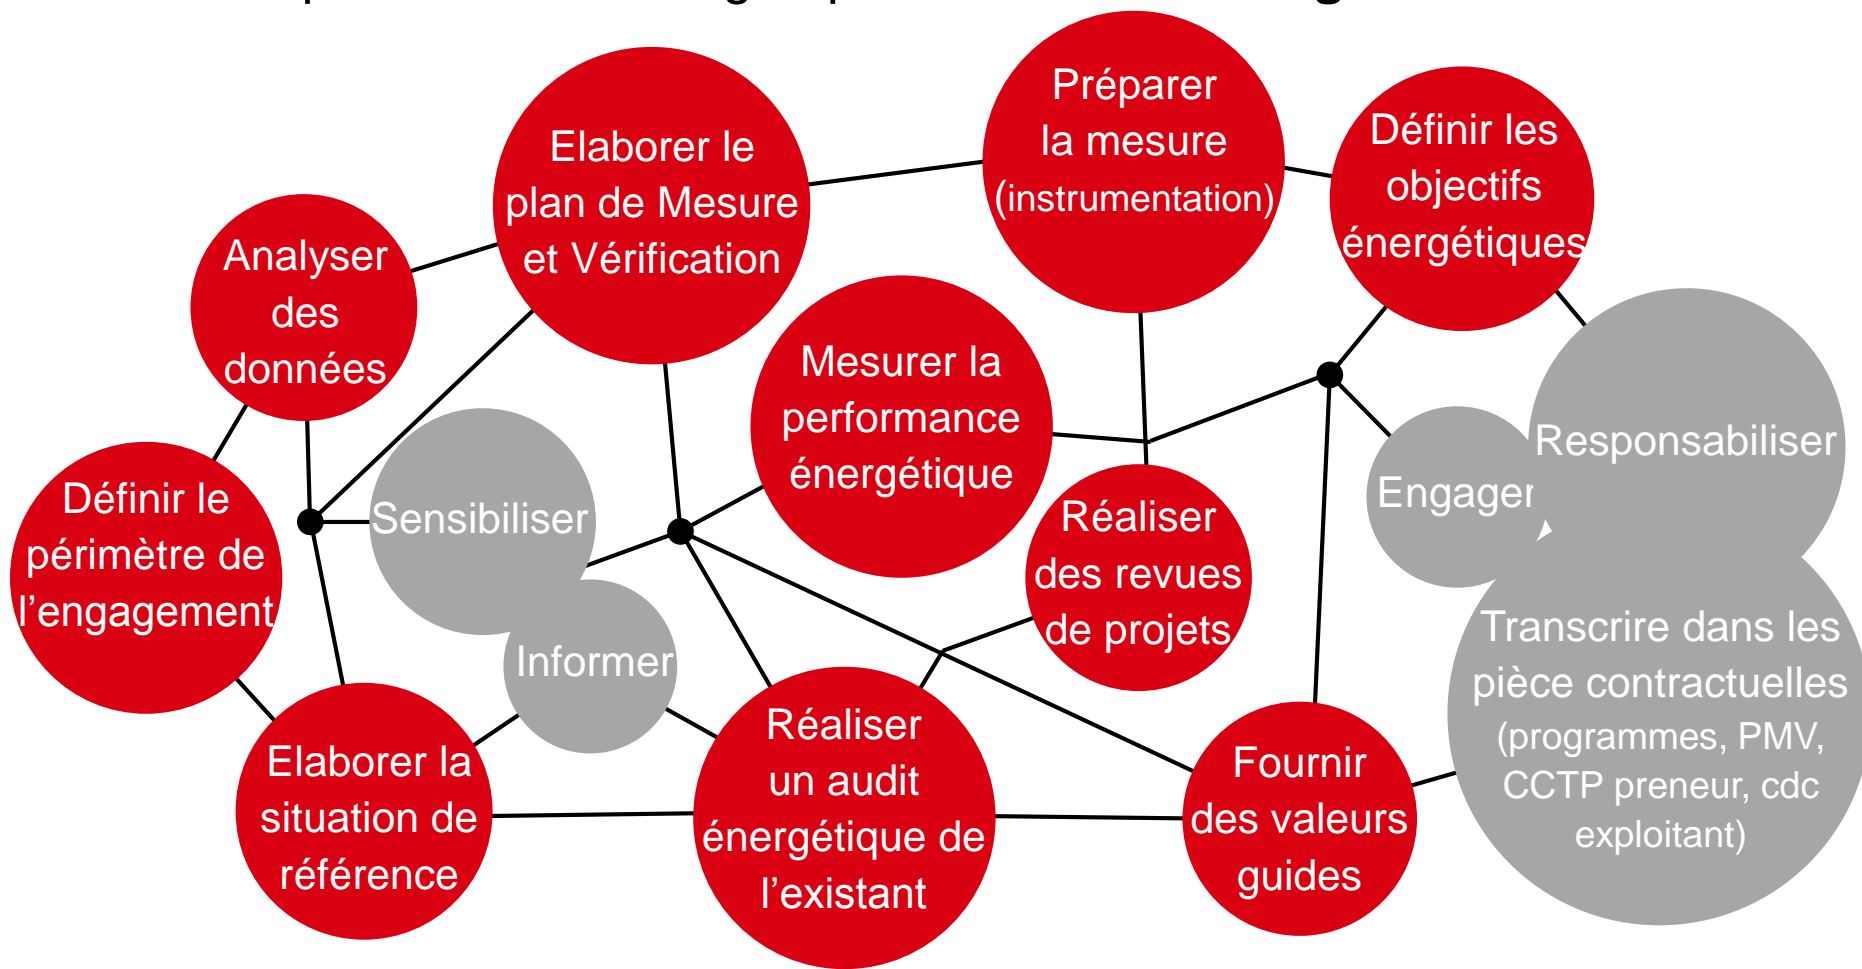 Préparer
la mesure
(instrumentation)
Définir les
objectifs
énergétiques
Elaborer le
plan de Mesure
et Vérification
Analyser
des
données
Mesurer la
performance
énergétique
Responsabiliser
Engager
Sensibiliser
Définir le
périmètre de
l’engagement
Réaliser
des revues
de projets
Informer
Transcrire dans les
pièce contractuelles
(programmes, PMV,
CCTP preneur, cdc
exploitant)
Elaborer la
situation de
référence
Réaliser
un audit
énergétique de
l’existant
Fournir
des valeurs
guides